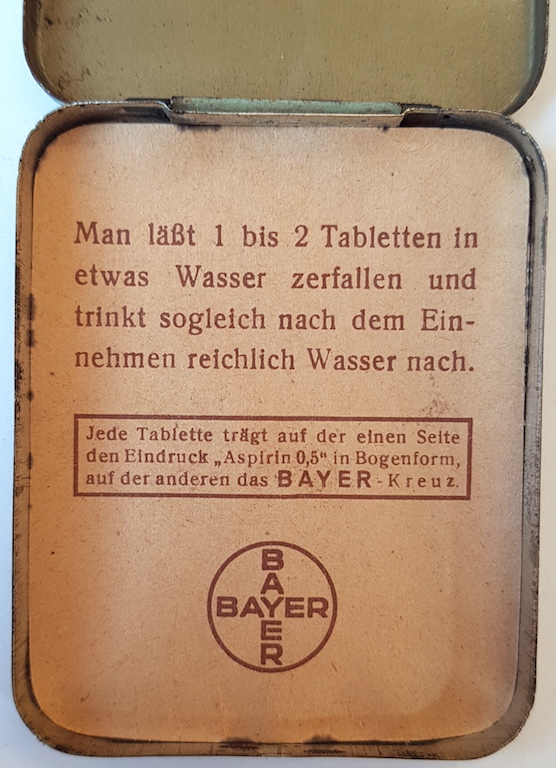 Man läßt 1 bis 2 Tabletten in
etwas Wasser zerfallen und
trinkt sogleich nach dem Ein-
nehmen reichlich Wasser nach.
Jede Tablette trägt auf der einen Seite
den Eindruck „Aspirin 0,5“ in Bogenform,
auf der anderen das BAYER-Kreuz.
BAYER
BAYER